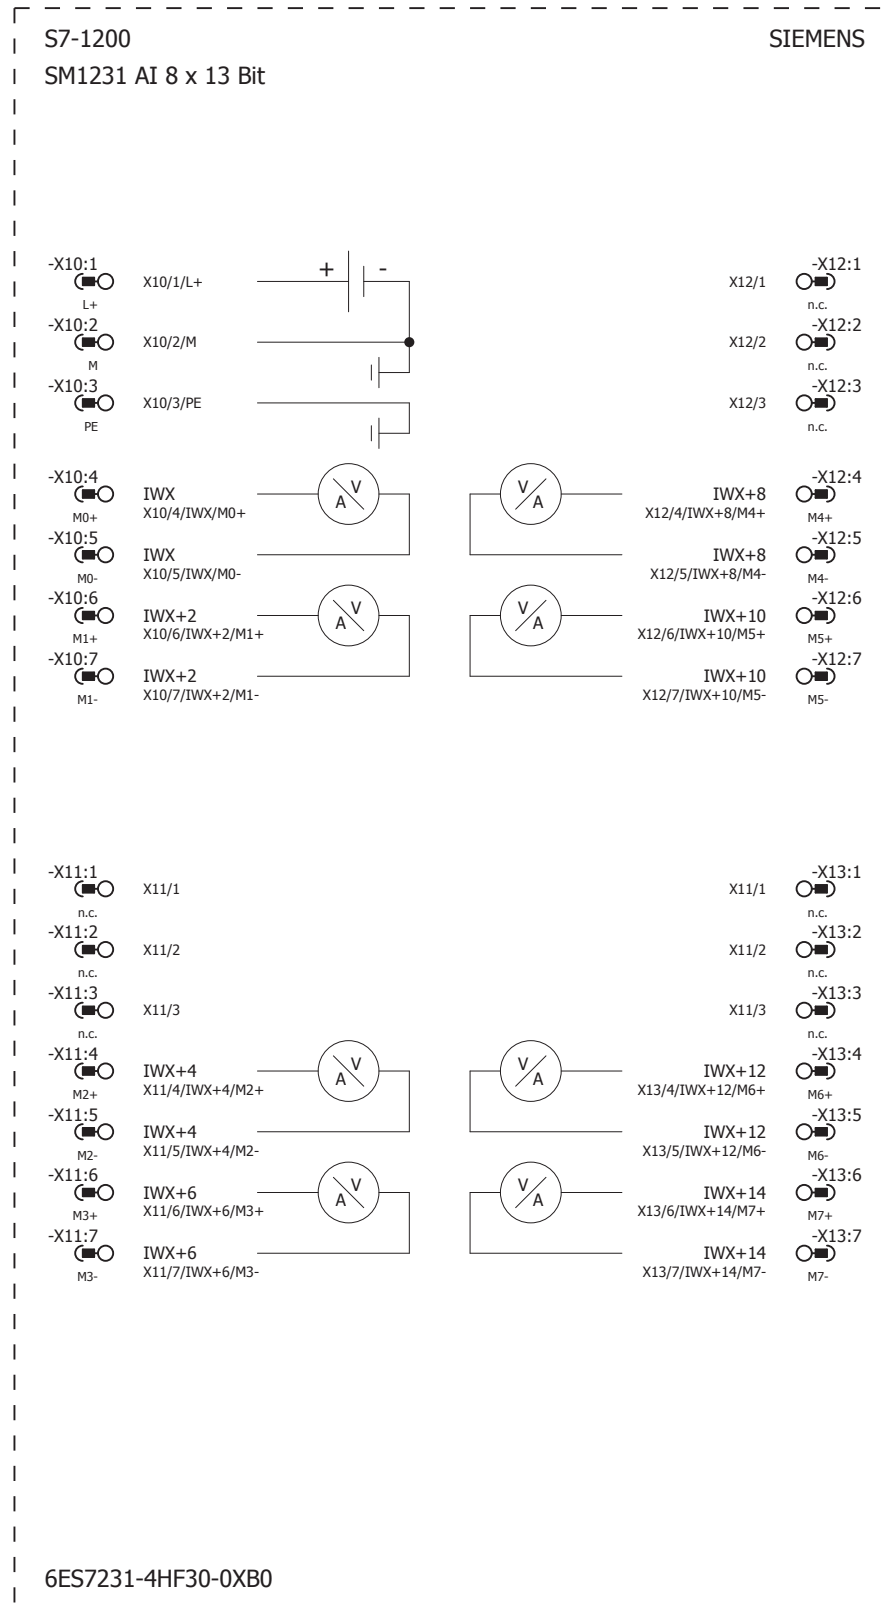 S7-1200 SIEMENS
SM1231 AI 8 x 13 Bit
-X10:1 -X12:1
X10/1/L+ + - X12/1
L+ n.c.
-X10:2 -X12:2
X10/2/M X12/2
M n.c.
-X10:3 -X12:3
X10/3/PE X12/3
PE n.c.
-X10:4 -X12:4
IWX A V V A IWX+8
M0+ X10/4/IWX/M0+ X12/4/IWX+8/M4+ M4+
-X10:5 -X12:5
IWX IWX+8
M0- X10/5/IWX/M0- X12/5/IWX+8/M4- M4-
-X10:6 -X12:6
IWX+2 A V V A IWX+10
M1+ X10/6/IWX+2/M1+ X12/6/IWX+10/M5+ M5+
-X10:7 -X12:7
IWX+2 IWX+10
M1- X10/7/IWX+2/M1- X12/7/IWX+10/M5- M5-
-X11:1 -X13:1
X11/1 X11/1
n.c. n.c.
-X11:2 -X13:2
X11/2 X11/2
n.c. n.c.
-X11:3 -X13:3
X11/3 X11/3
n.c. n.c.
-X11:4 -X13:4
IWX+4 A V V A IWX+12
M2+ X11/4/IWX+4/M2+ X13/4/IWX+12/M6+ M6+
-X11:5 -X13:5
IWX+4 IWX+12
M2- X11/5/IWX+4/M2- X13/5/IWX+12/M6- M6-
-X11:6 -X13:6
IWX+6 A V V A IWX+14
M3+ X11/6/IWX+6/M3+ X13/6/IWX+14/M7+ M7+
-X11:7 -X13:7
IWX+6 IWX+14
M3- X11/7/IWX+6/M3- X13/7/IWX+14/M7- M7-
6ES7231-4HF30-0XB0